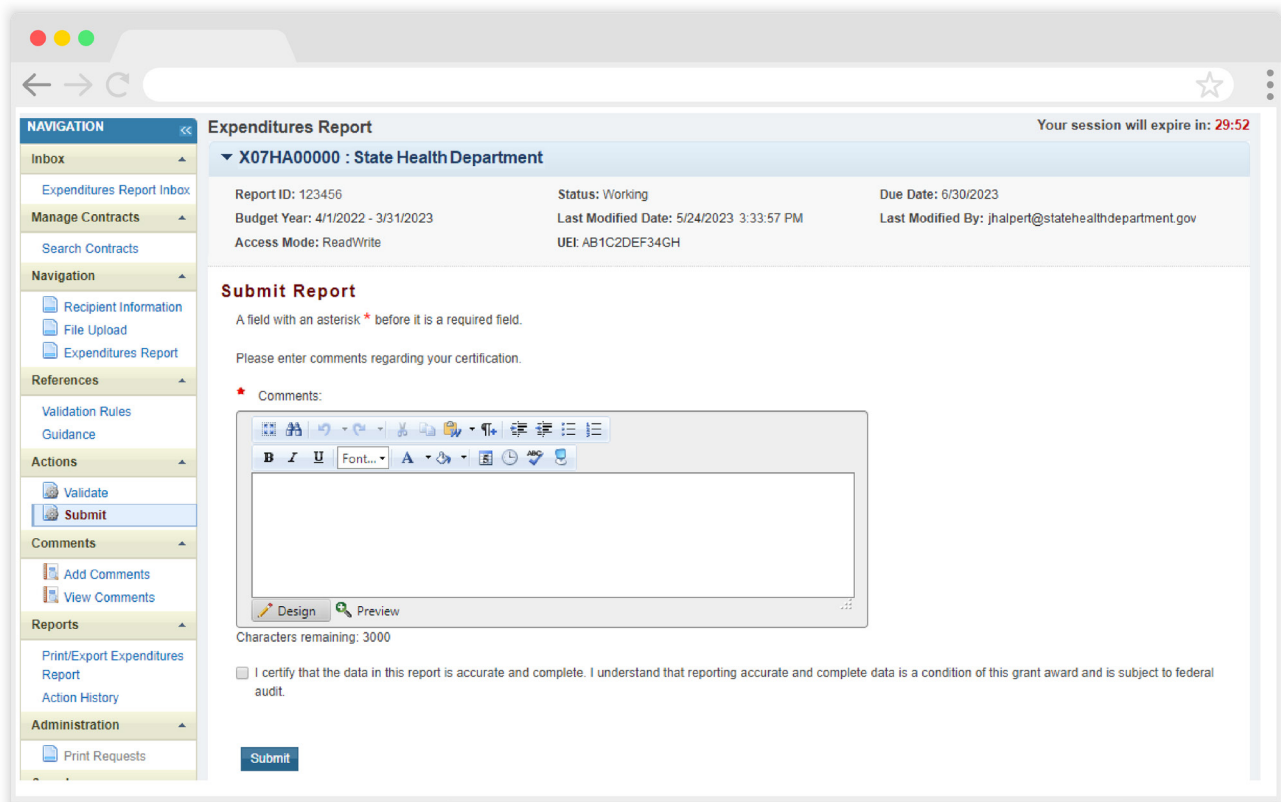 NAVIGATION
Inbox
Expenditures Report Inbox
Manage Contracts
Search Contracts
Navigation
Recipient Information
File Upload
Expenditures Report
References
Validation Rules
Guidance
Actions
Validate
Submit
Comments
Add Comments
View Comments
Reports
Print/Export Expenditures
Report
Action History
Administration
Print Requests
Expenditures Report
Your session will expire in: 29:52
X07HA00000 : State Health Department
Report ID: 123456 Status: Working Due Date: 6/30/2023
Budget Year: 4/1/2022 - 3/31/2023 Last Modified Date: 5/24/2023 3:33:57 PM Last Modified By: jhalpert@statehealthdepartment.gov
Access Mode: ReadWrite UEI: AB1C2DEF34GH
Submit Report
A field with an asterisk * before it is a required field.
Please enter comments regarding your certification.
* Comments:
B I U Font... A ABC
Design Preview
Characters remaining: 3000
I certify that the data in this report is accurate and complete. I understand that reporting accurate and complete data is a condition of this grant award and is subject to federal
audit.
Submit